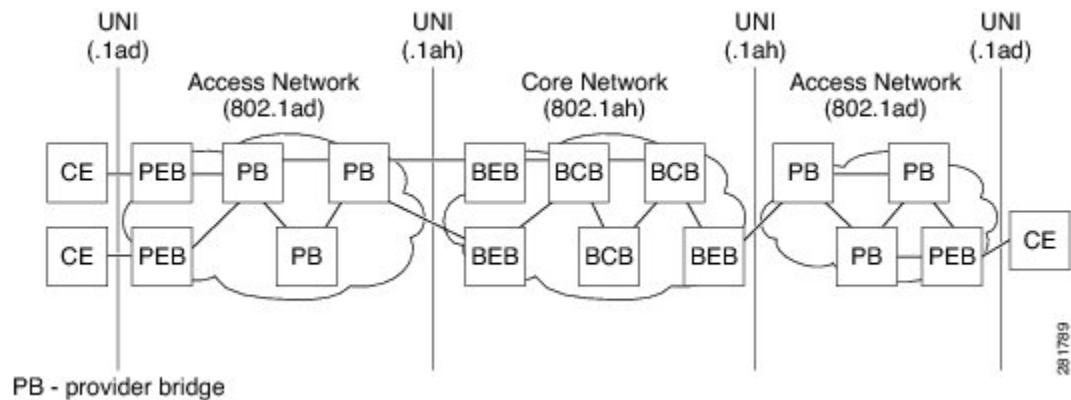 UNI
(.1ad)
UNI
(.1ah)
UNI
(.1ah)
UNI
(.1ad)
Access Network
(802.1ad)
Core Network
(802.1ah)
Access Network
(802.1ad)
CE
PEB
PB
PB
BEB
BCB
BCB
PB
PB
CE
PEB
PB
BEB
BCB
BEB
PB
PEB
CE
281789
PB - provider bridge